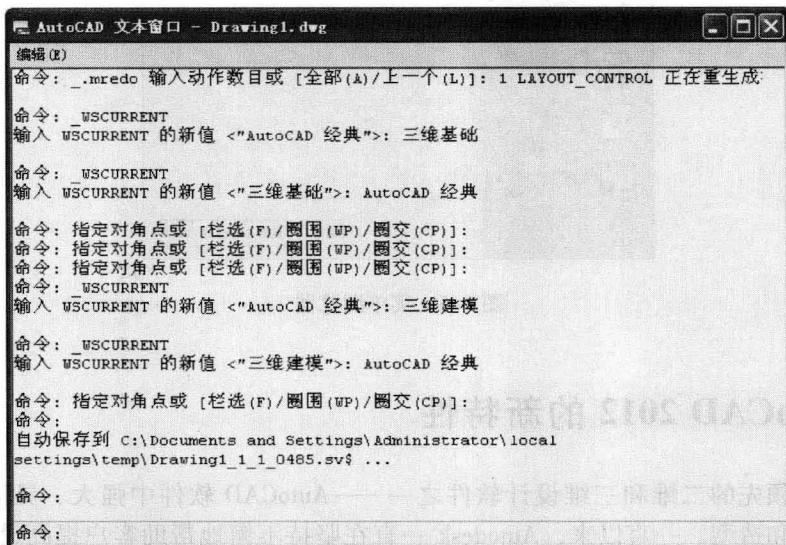 AutoCAD 文本窗口 - Drawing1.dwg
编辑(E)
命令: _.mredo 输入动作数目或 [全部(A)/上一个(L)]: 1 LAYOUT_CONTROL 正在重生成
命令: _WSCURRENT
输入 WSCURRENT 的新值 <"AutoCAD 经典">: 三维基础
命令: _WSCURRENT
输入 WSCURRENT 的新值 <"三维基础">: AutoCAD 经典
命令: 指定对角点或 [栏选(F)/圈围(WP)/圈交(CP)]:
命令: 指定对角点或 [栏选(F)/圈围(WP)/圈交(CP)]:
命令: 指定对角点或 [栏选(F)/圈围(WP)/圈交(CP)]:
命令: _WSCURRENT
输入 WSCURRENT 的新值 <"AutoCAD 经典">: 三维建模
命令: _WSCURRENT
输入 WSCURRENT 的新值 <"三维建模">: AutoCAD 经典
命令: 指定对角点或 [栏选(F)/圈围(WP)/圈交(CP)]:
命令:
自动保存到 C:\Documents and Settings\Administrator\local
settings\temp\Drawing1_1_1_0485.sv$ ...
命令:
命令:
oCAD 2012 的新特性